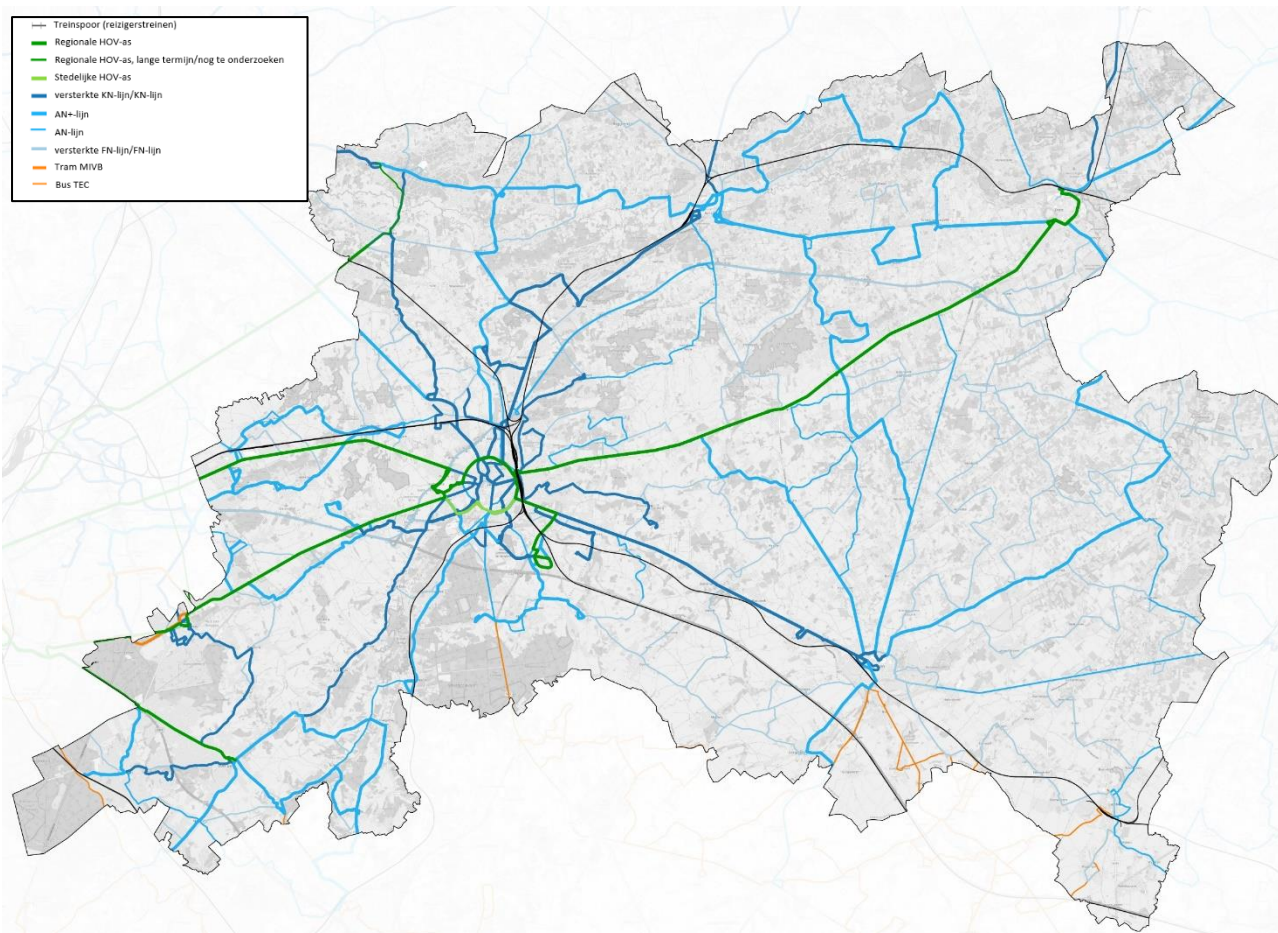 Treinspoor (reizigerstreinen)
Regionale HOV-as
Regionale HOV-as, lange termijn/nog te onderzoeken
Stedelijke HOV-as
versterkte KN-lijn/KN-lijn
AN+-lijn
AN-lijn
versterkte FN-lijn/FN-lijn
Tram MIVB
Bus TEC